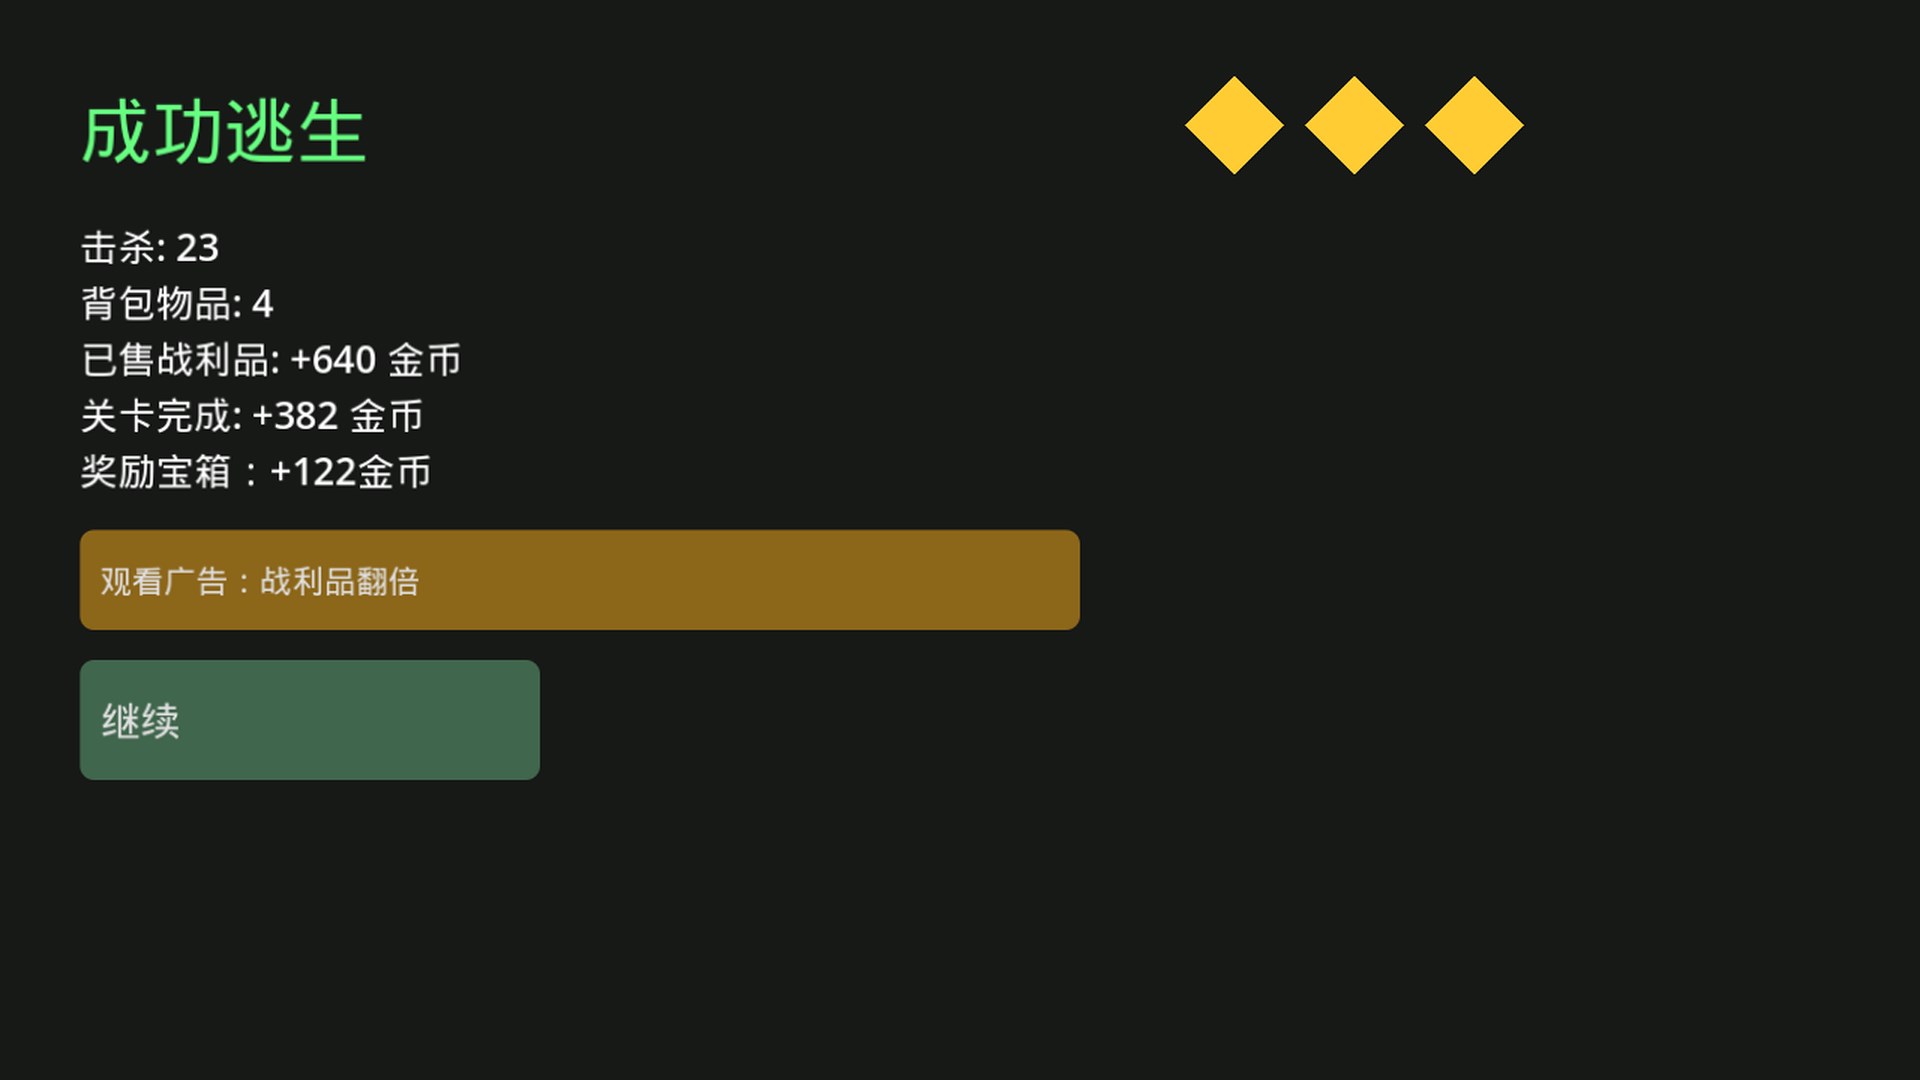 成功逃生
击杀: 23
背包物品: 4
已售战利品: +640 金币
关卡完成: +382 金币
奖励宝箱：+122金币
观看广告：战利品翻倍
继续